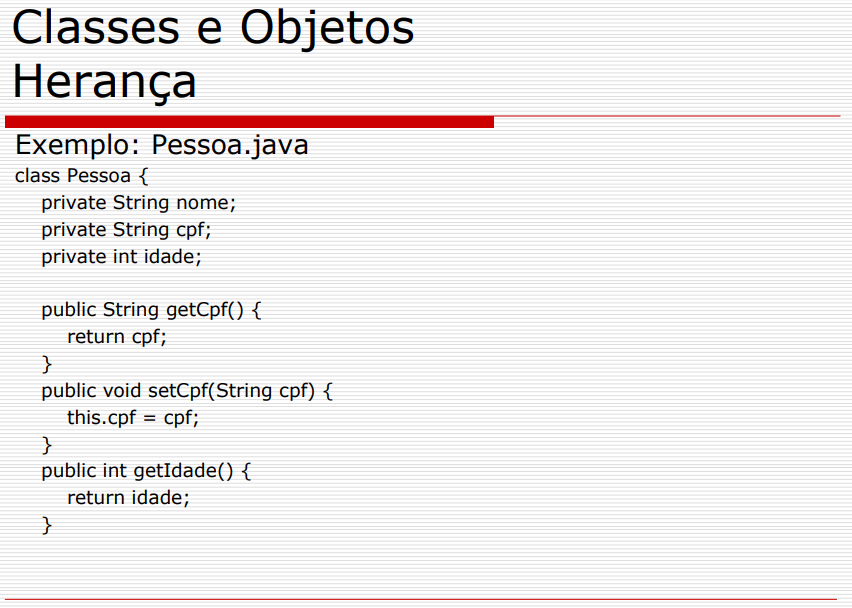 Classes e Objetos
Herança
Exemplo: Pessoa.java
class Pessoa {
private String nome;
private String cpf;
private int idade;
public String getCpf() {
return cpf;
}
public void setCpf(String cpf) {
this.cpf = cpf;
}
public int getIdade() {
return idade;
}